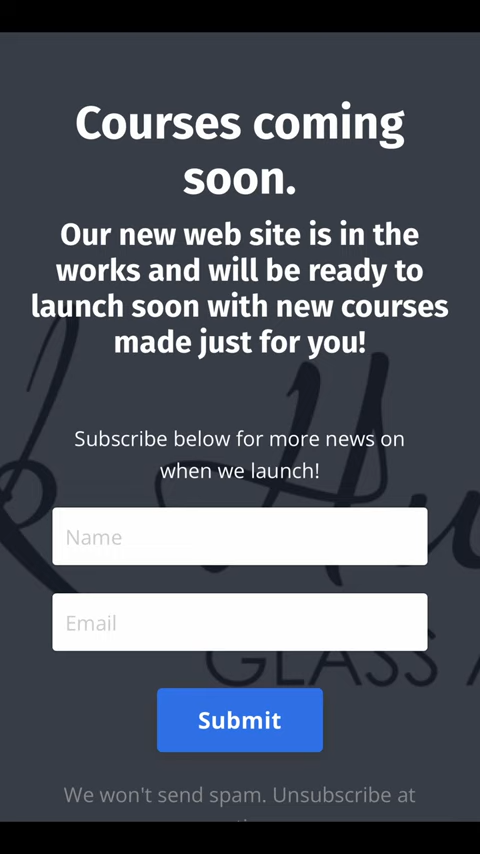 Courses coming
soon.
Our new web site is in the
works and will be ready to
launch soon with new courses
made just for you!
Subscribe below for more news on
when we launch!
Name
Email
GLASS
Submit
We won't send spam. Unsubscribe at